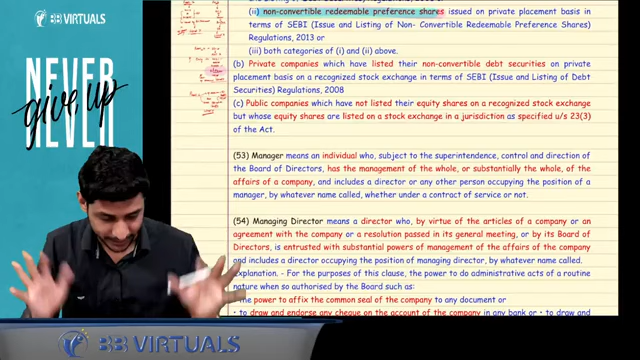 BB VIRTUALS
NEVER
give up
NEVER
ii) non-convertible redeemable preference shares issued on private placement basis in
terms of SEBI (Issue and Listing of Non- Convertible Redeemable Preference Shares)
Regulations, 2013 or
(iii) both categories of (i) and (ii) above.
(b) Private companies which have listed their non-convertible debt securities on private
placement basis on a recognized stock exchange in terms of SEBI (Issue and Listing of Debt
Securities) Regulations, 2008
(c) Public companies which have not listed their equity shares on a recognized stock exchange
but whose equity shares are listed on a stock exchange in a jurisdiction as specified u/s 23(3)
of the Act.
(53) Manager means an individual who, subject to the superintendence, control and direction of
the Board of Directors, has the management of the whole, or substantially the whole, of the
affairs of a company, and includes a director or any other person occupying the position of a
manager, by whatever name called, whether under a contract of service or not.
(54) Managing Director means a director who, by virtue of the articles of a company or an
agreement with the company or a resolution passed in its general meeting, or by its Board of
Directors, is entrusted with substantial powers of management of the affairs of the company
and includes a director occupying the position of managing director, by whatever name called.
Explanation. - For the purposes of this clause, the power to do administrative acts of a routine
nature when so authorised by the Board such as:
the power to affix the common seal of the company to any document or
• to draw and endorse any cheque on the account of the company in any bank or • to draw and
BB VIRTUALS